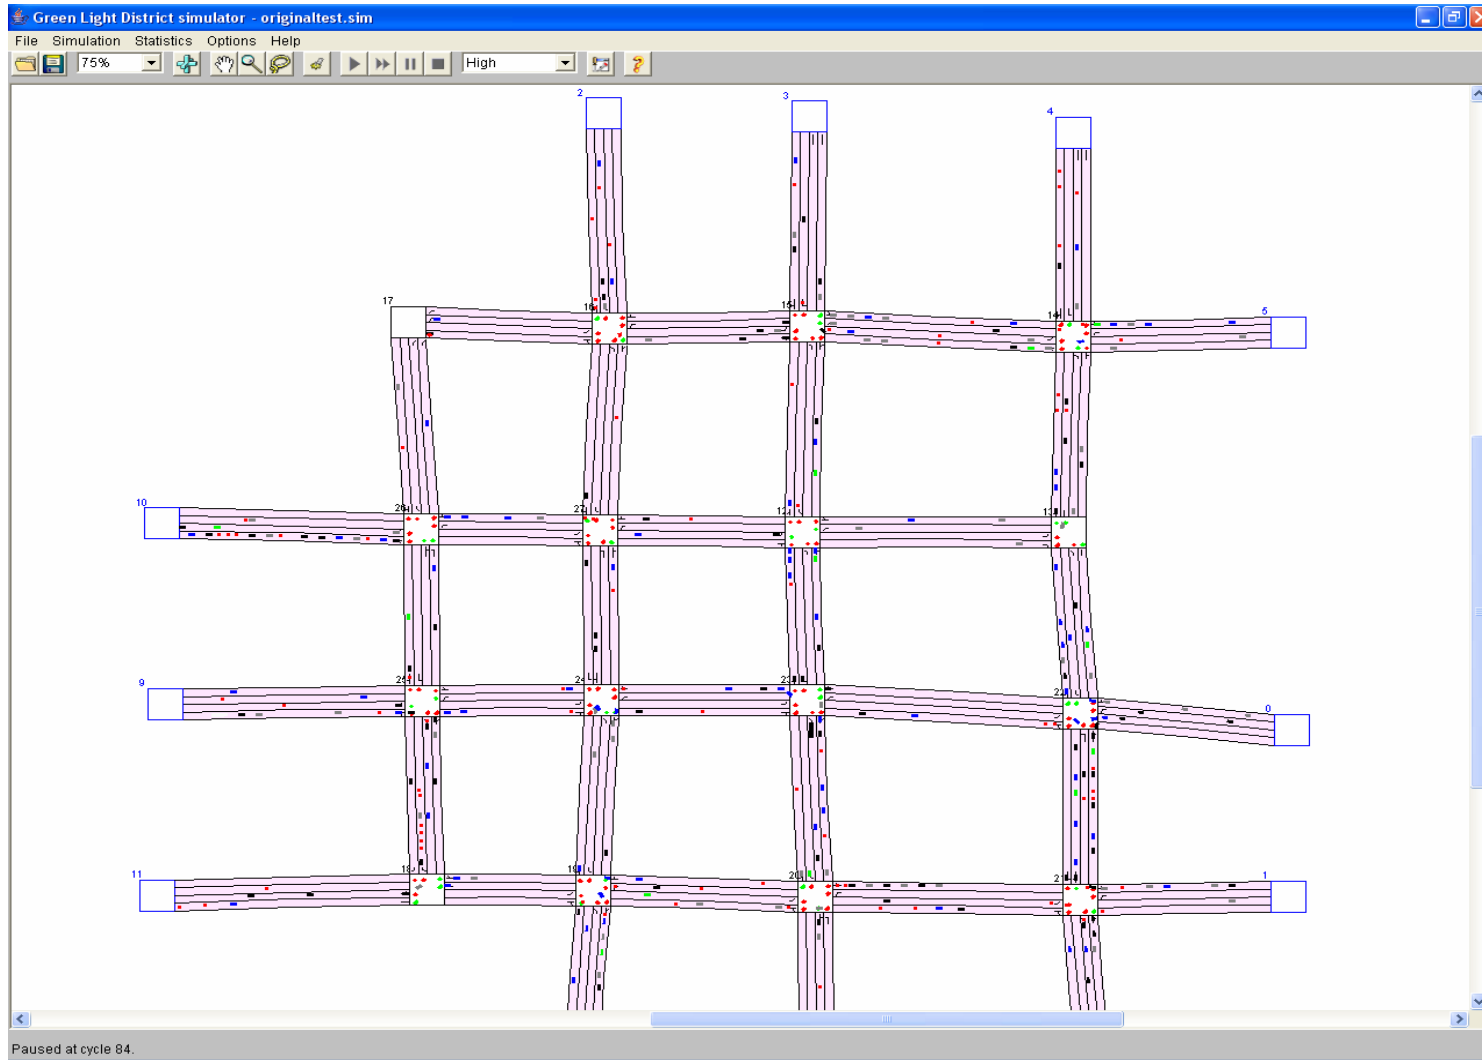 Green Light District simulator - originaltest.sim
File Simulation Statistics Options Help
75% High
2 3 4
17 16 15 14 5
10 26 27 12 13
9 25 24 23 22 0
11 18 19 20 21 1
Paused at cycle 84.